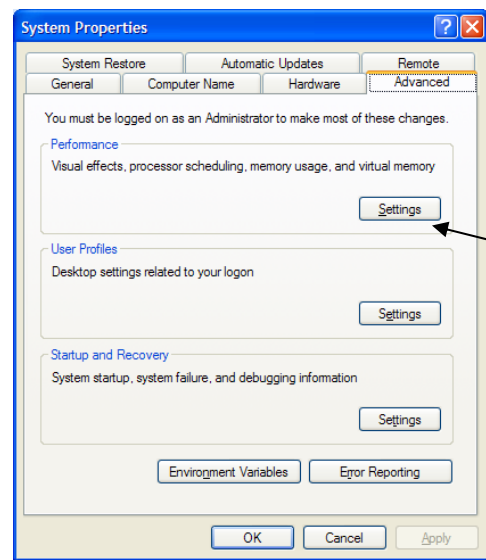 System Properties
System Restore Automatic Updates Remote
General Computer Name Hardware Advanced
You must be logged on as an Administrator to make most of these changes.
Performance
Visual effects, processor scheduling, memory usage, and virtual memory
Settings
User Profiles
Desktop settings related to your logon
Settings
Startup and Recovery
System startup, system failure, and debugging information
Settings
Environment Variables Error Reporting
OK Cancel Apply